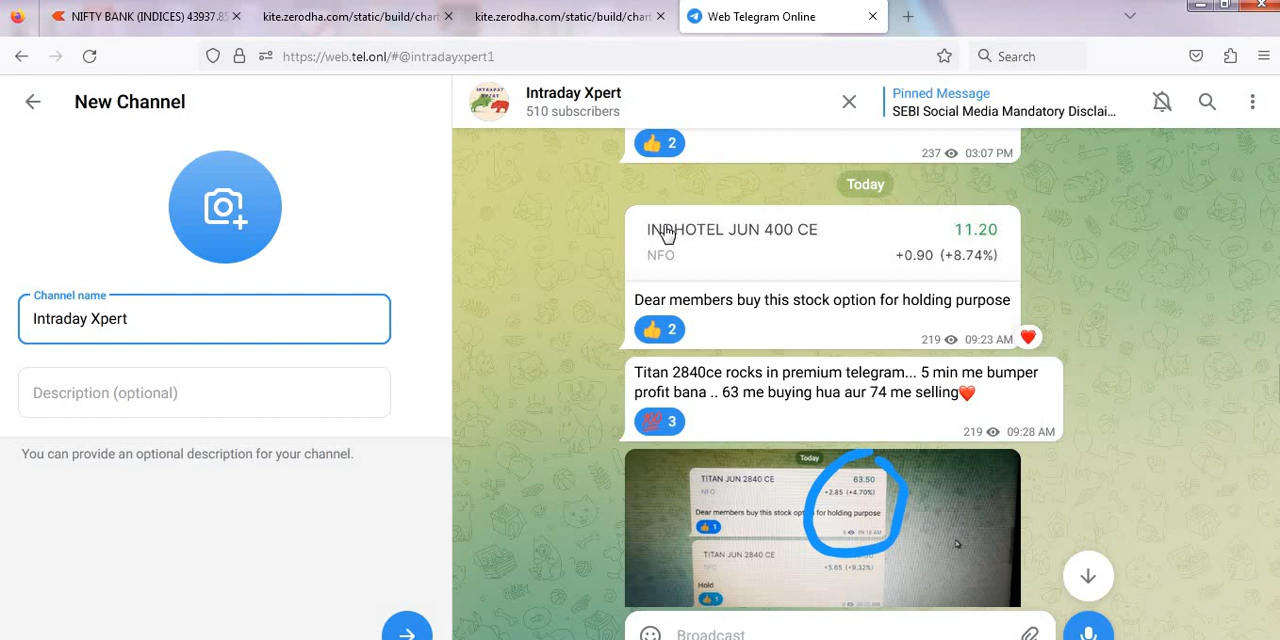 NIFTY BANK (INDICES) 43937.85
kite.zerodha.com/static/build/chart
kite.zerodha.com/static/build/chart
Web Telegram Online
https://web.tel.onl/#@intradayxpert1
Search
New Channel
Channel name
Intraday Xpert
Description (optional)
You can provide an optional description for your channel.
Intraday Xpert
510 subscribers
Pinned Message
SEBI Social Media Mandatory Disclai...
👍 2
237 03:07 PM
Today
HOTEL JUN 400 CE 11.20
NFO +0.90 (+8.74%)
Dear members buy this stock option for holding purpose
👍 2
219 09:23 AM
❤️
Titan 2840ce rocks in premium telegram... 5 min me bumper
profit bana .. 63 me buying hua aur 74 me selling❤️
💯 3
219 09:28 AM
Today
TITAN JUN 2840 CE 63.50
NFO +2.85 (+4.70%)
Dear members buy this stock option for holding purpose
👍 1
TITAN JUN 2840 CE
NFO +5.65 (+9.32%)
Hold
👍 1
Broadcast